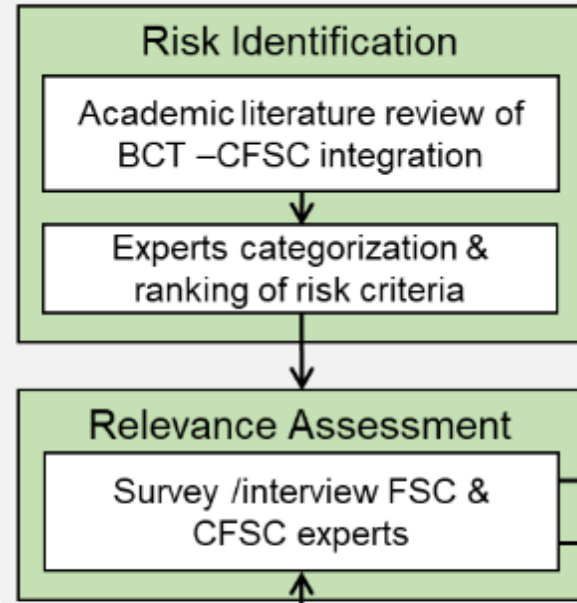 Risk Identification
Academic literature review of
BCT –CFSC integration
Experts categorization &
ranking of risk criteria
Relevance Assessment
Survey /interview FSC &
CFSC experts